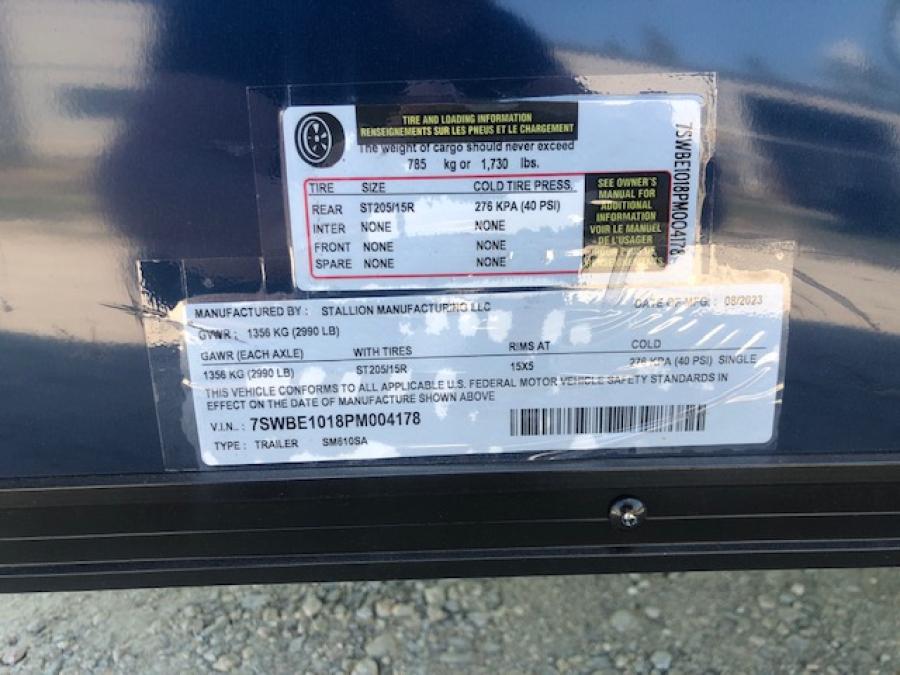 TIRE AND LOADING INFORMATION
RENSEIGNEMENTS SUR LES PNEUS ET LE CHARGEMENT
The weight of cargo should never exceed
785 kg or 1,730 lbs.
TIRE SIZE COLD TIRE PRESS.
REAR ST205/15R 276 KPA (40 PSI)
INTER NONE NONE
FRONT NONE NONE
SPARE NONE NONE
SEE OWNER'S
MANUAL FOR
ADDITIONAL
INFORMATION
VOIR LE MANUEL
DE L'USAGER
7SWBE1018PM004178
MANUFACTURED BY : STALLION MANUFACTURING LLC DATE OF MFG. : 08/2023
GVWR : 1356 KG (2990 LB)
GAWR (EACH AXLE) WITH TIRES RIMS AT COLD
1356 KG (2990 LB) ST205/15R 15X5 276 KPA (40 PSI) SINGLE
THIS VEHICLE CONFORMS TO ALL APPLICABLE U.S. FEDERAL MOTOR VEHICLE SAFETY STANDARDS IN
EFFECT ON THE DATE OF MANUFACTURE SHOWN ABOVE
V.I.N.. : 7SWBE1018PM004178
TYPE : TRAILER SM610SA